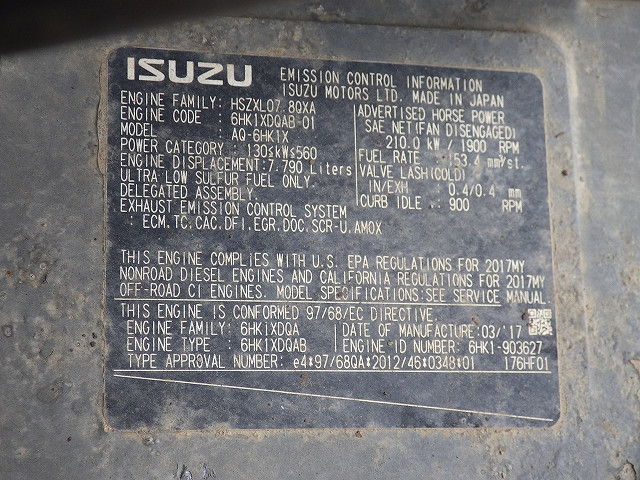 ISUZU
EMISSION CONTROL INFORMATION
ISUZU MOTORS LTD. MADE IN JAPAN
ENGINE FAMILY: HSZXL07.8QXA
ENGINE CODE : 6HK1XDQAB-01
MODEL : AQ-6HK1X
POWER CATEGORY : 130≤kW≤560
ENGINE DISPLACEMENT: 7.790 Liters
ULTRA LOW SULFUR FUEL ONLY.
DELEGATED ASSEMBLY.
EXHAUST EMISSION CONTROL SYSTEM
: ECM.TC.CAC.DFI.EGR.DOC.SCR-U.AMOX
ADVERTISED HORSE POWER
SAE NET(FAN DISENGAGED)
: 210.0 kW / 1900 RPM
FUEL RATE : 153.4 mm³/st.
VALVE LASH(COLD)
IN/EXH : 0.4/0.4 mm
CURB IDLE : 900 RPM
THIS ENGINE COMPLIES WITH U.S. EPA REGULATIONS FOR 2017MY
NONROAD DIESEL ENGINES AND CALIFORNIA REGULATIONS FOR 2017MY
OFF-ROAD CI ENGINES. MODEL SPECIFICATIONS:SEE SERVICE MANUAL.
THIS ENGINE IS CONFORMED 97/68/EC DIRECTIVE.
ENGINE FAMILY: 6HK1XDQA DATE OF MANUFACTURE:03/'17
ENGINE TYPE : 6HK1XDQAB ENGINE ID NUMBER: 6HK1-903627
TYPE APPROVAL NUMBER: e4*97/68QA*2012/46*0348*01 176HF01